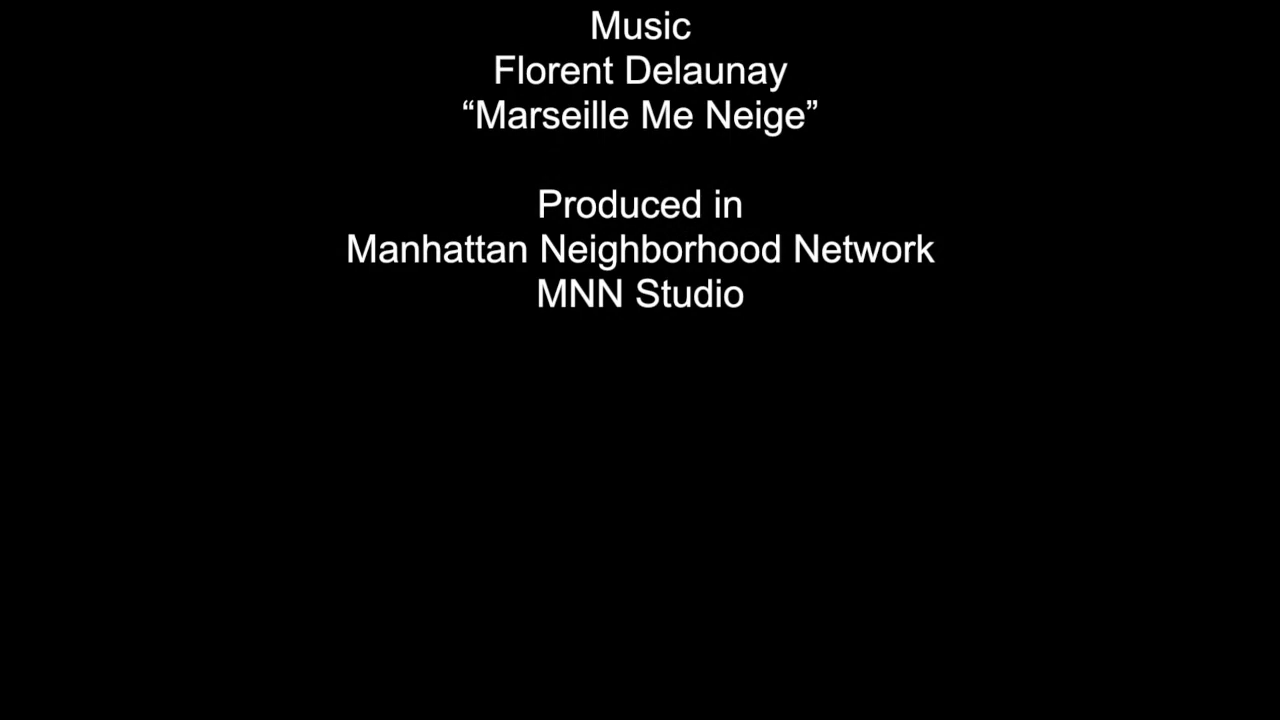 Music
Florent Delaunay
“Marseille Me Neige”
Produced in
Manhattan Neighborhood Network
MNN Studio